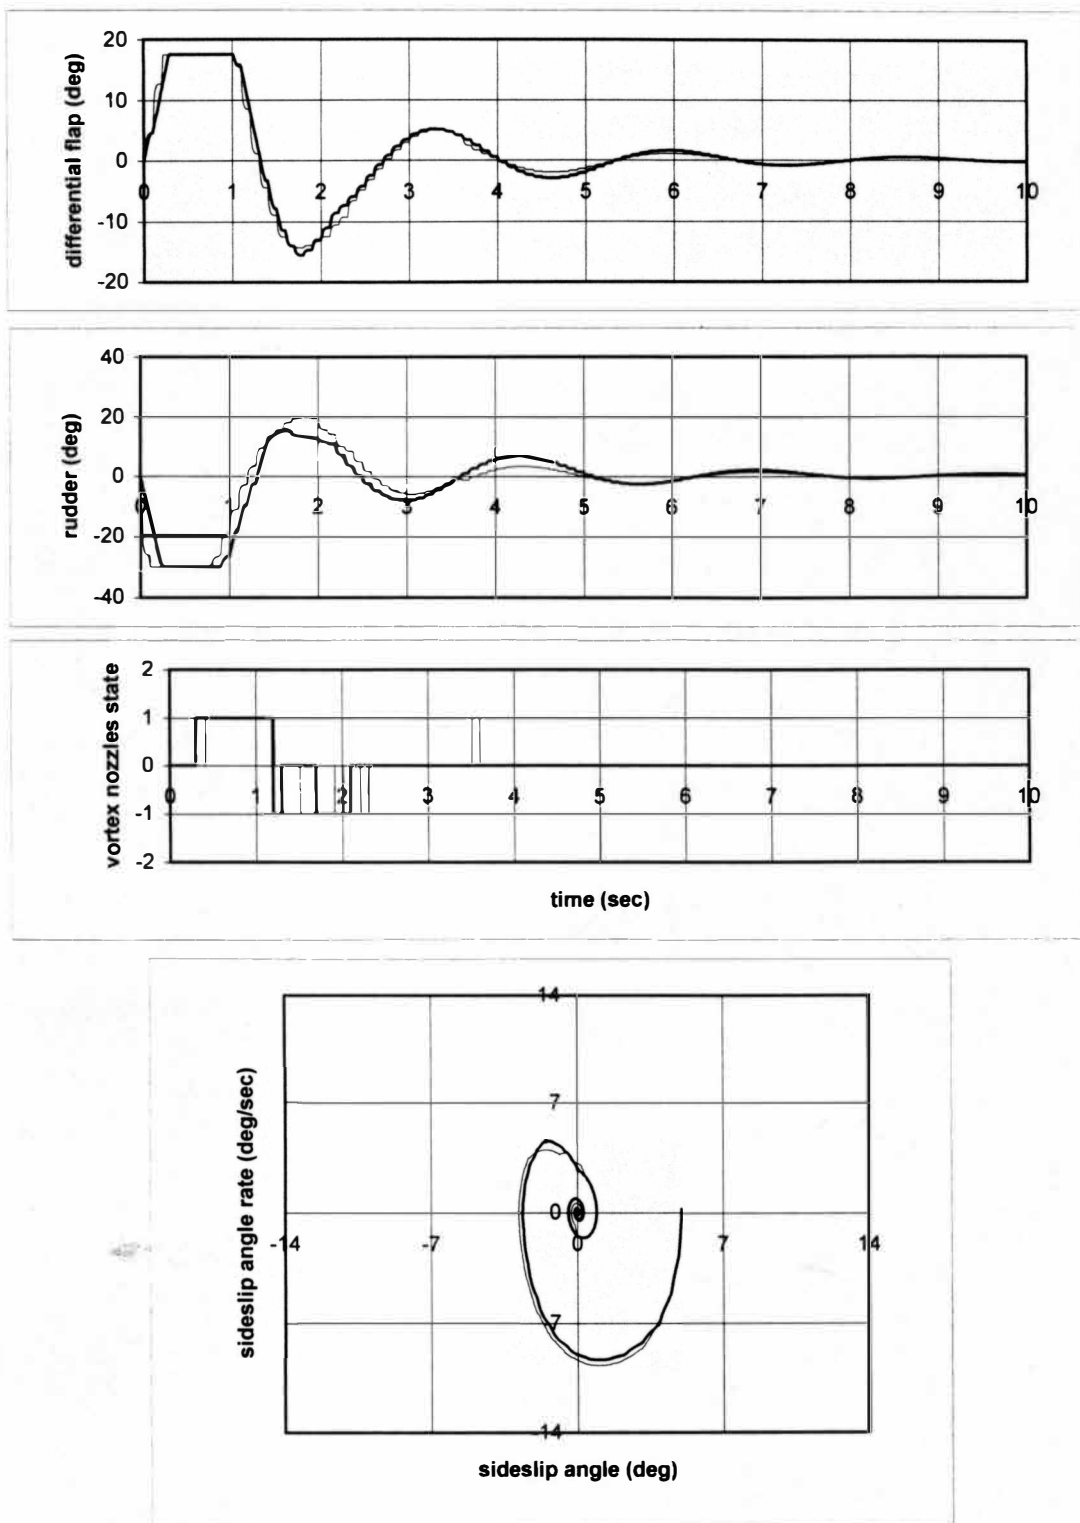 differential flap (deg)
20
10
0
-10
-20
0 1 2 3 4 5 6 7 8 9 10
rudder (deg)
40
20
0
-20
-40
0 1 2 3 4 5 6 7 8 9 10
vortex nozzles state
2
1
0
-1
-2
0 1 2 3 4 5 6 7 8 9 10
time (sec)
sideslip angle rate (deg/sec)
14
7
0
-14 -7 0 7 14
-7
-14
sideslip angle (deg)